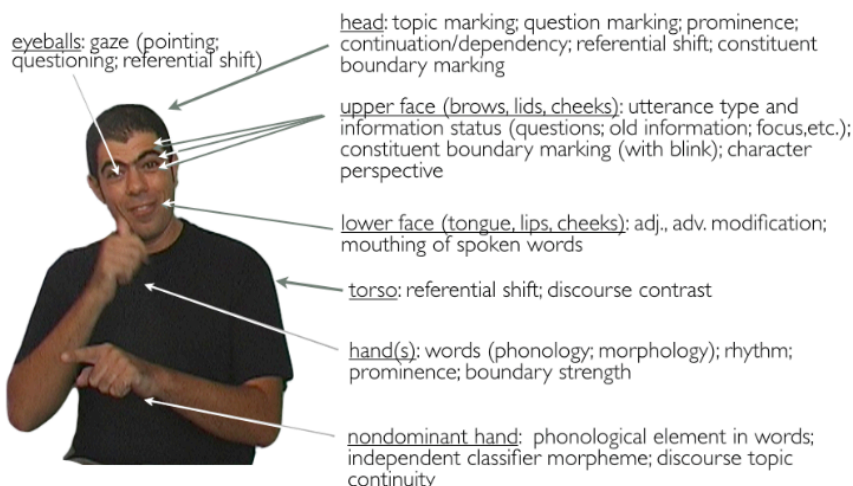 eyeballs: gaze (pointing;
questioning; referential shift)
head: topic marking; question marking; prominence;
continuation/dependency; referential shift; constituent
boundary marking
upper face (brows, lids, cheeks): utterance type and
information status (questions; old information; focus,etc.);
constituent boundary marking (with blink); character
perspective
lower face (tongue, lips, cheeks): adj., adv. modification;
mouthing of spoken words
torso: referential shift; discourse contrast
hand(s): words (phonology; morphology); rhythm;
prominence; boundary strength
nondominant hand: phonological element in words;
independent classifier morpheme; discourse topic
continuity